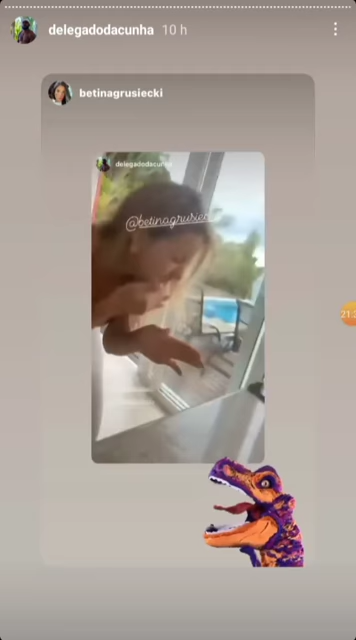 delegadodacunha 10 h
betinagrusiecki
delegadodacunha
@betinagrusiecki